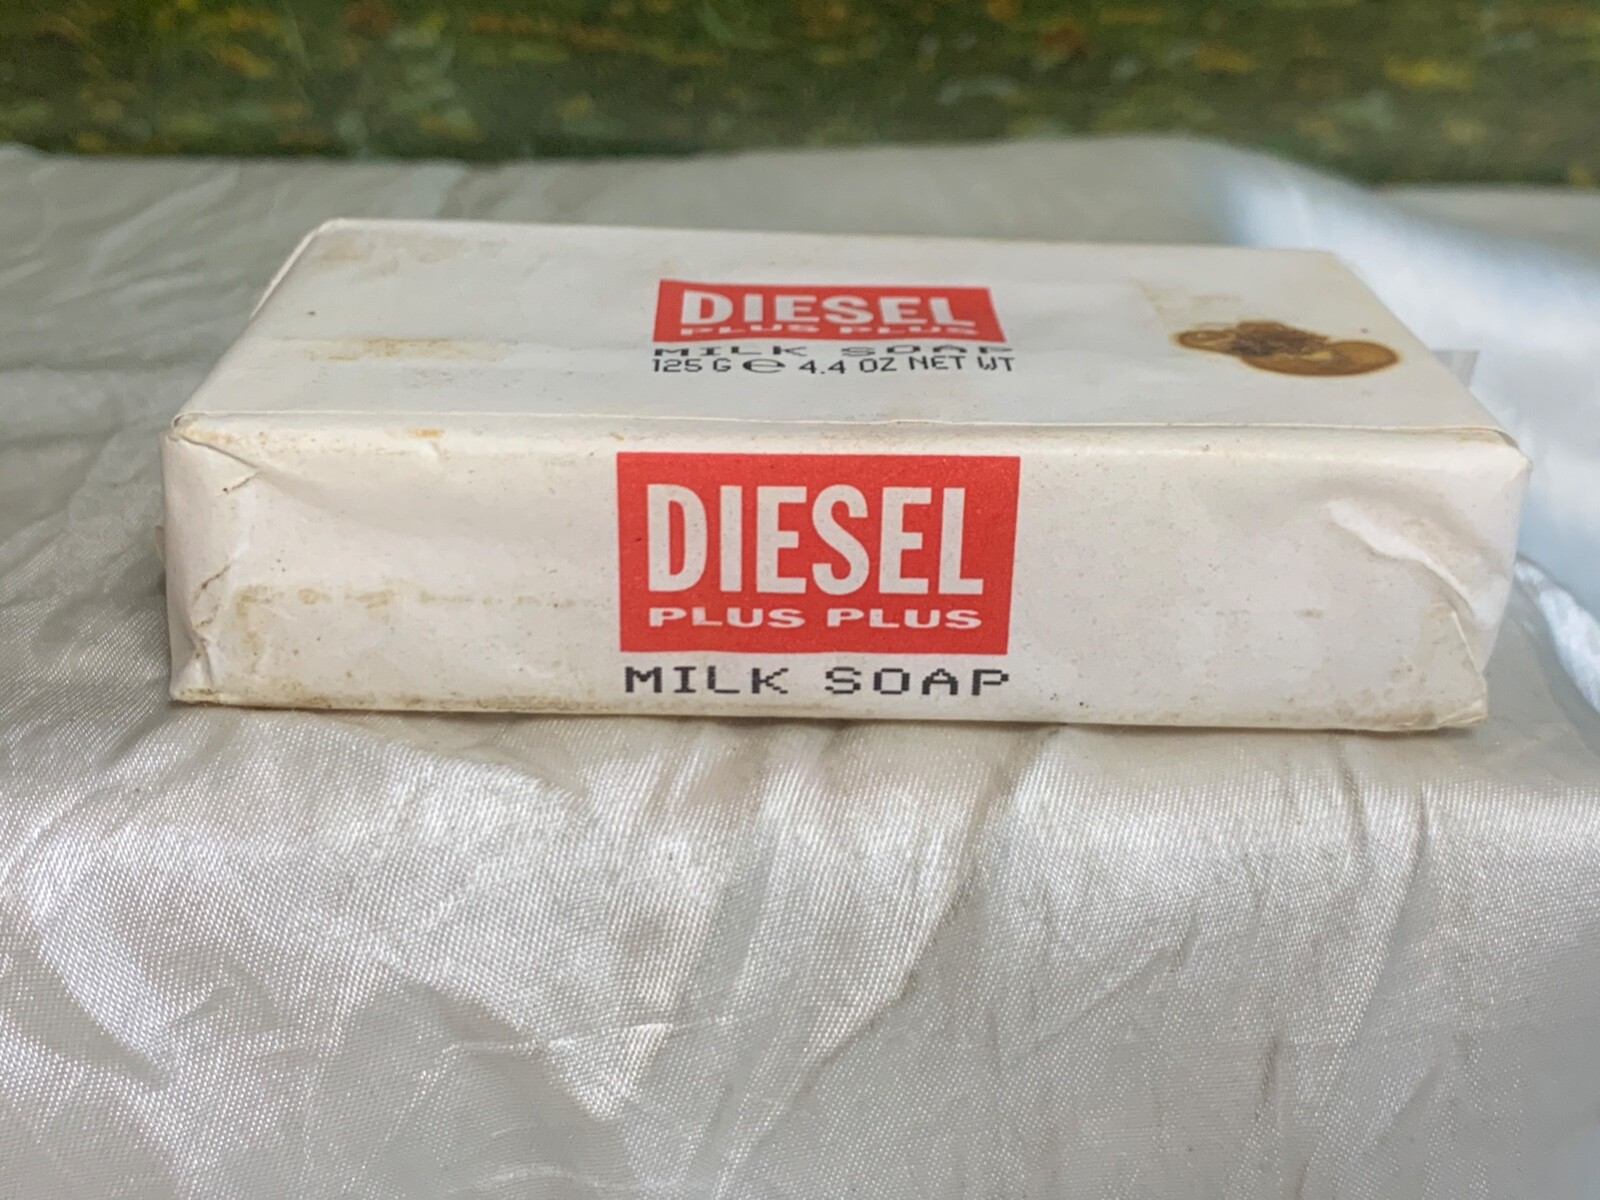 DIESEL
PLUS PLUS
MILK SOAP
125 G ℮ 4.4 OZ NET WT
DIESEL
PLUS PLUS
MILK SOAP